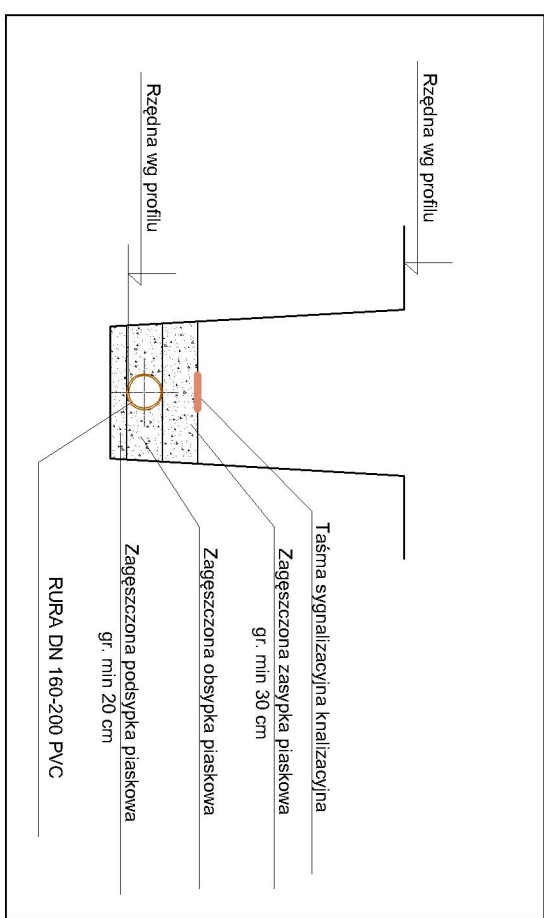 Rzędna wg profilu
Rzędna wg profilu
Taśma sygnalizacyjna knalizacyjna
Zagęszczona zasypka piaskowa
gr. min 30 cm
Zagęszczona obsypka piaskowa
Zagęszczona podsypka piaskowa
gr. min 20 cm
RURA DN 160-200 PVC